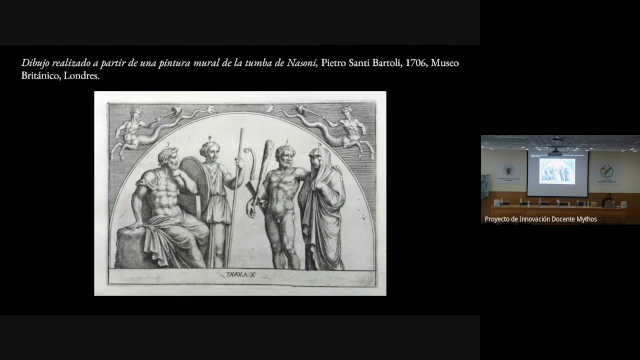 Dibujo realizado a partir de una pintura mural de la tumba de Nasoni, Pietro Santi Bartoli, 1706, Museo
Británico, Londres.
TAVOLA·X·
Proyecto de Innovación Docente Mythos